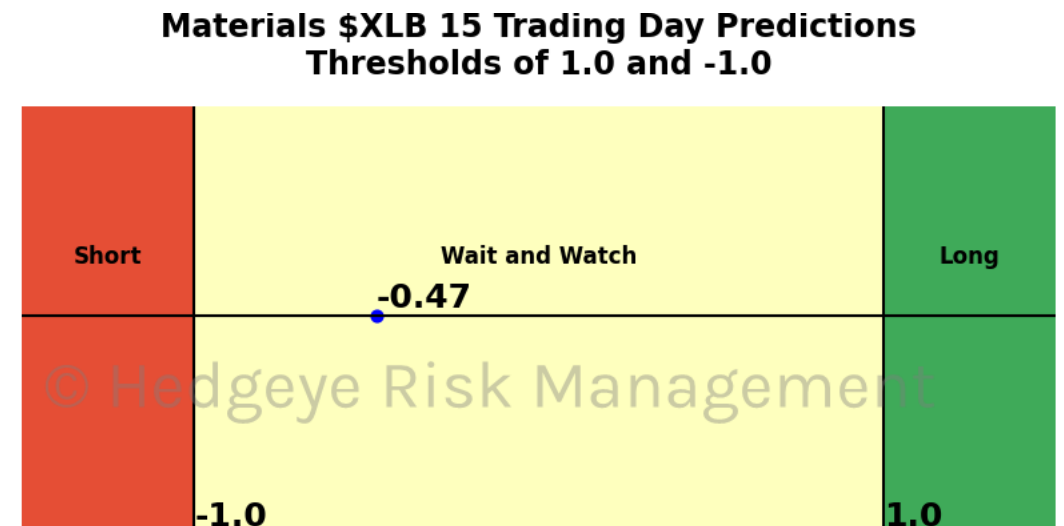 Materials $XLB 15 Trading Day Predictions
Thresholds of 1.0 and -1.0
Short
Wait and Watch
Long
-0.47
© Hedgeye Risk Management
-1.0
1.0